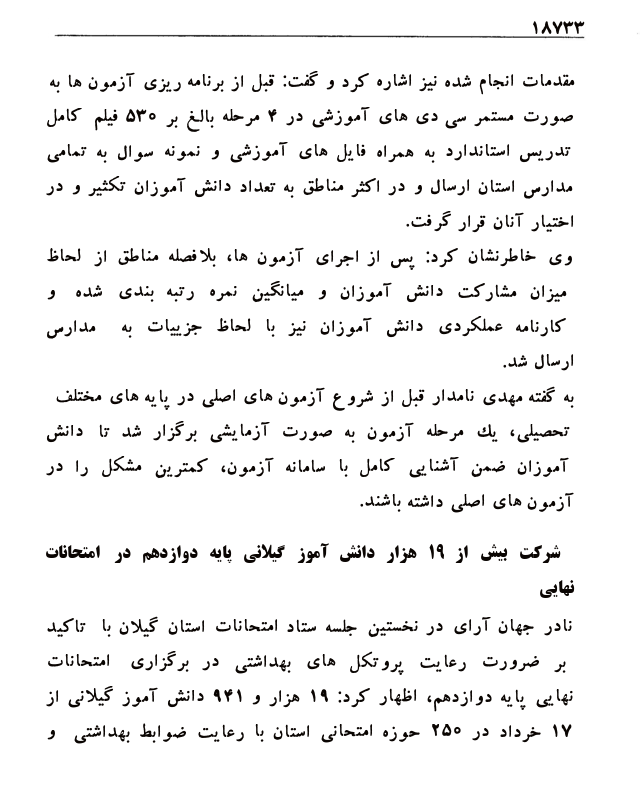 ۱۸۷۳۳
مقدمات انجام شده نیز اشاره کرد و گفت: قبل از برنامه ریزی آزمون ها به
صورت مستمر سی دی های آموزشی در ۴ مرحله بالغ بر ۵۳۰ فیلم کامل
تدریس استاندارد به همراه فایل های آموزشی و نمونه سوال به تمامی
مدارس استان ارسال و در اکثر مناطق به تعداد دانش آموزان تکثیر و در
اختیار آنان قرار گرفت.
وی خاطرنشان کرد: پس از اجرای آزمون ها، بلافصله مناطق از لحاظ
میزان مشارکت دانش آموزان و میانگین نمره رتبه بندی شده و
کارنامه عملکردی دانش آموزان نیز با لحاظ جزییات به مدارس
ارسال شد.
به گفته مهدی نامدار قبل از شروع آزمون های اصلی در پایه های مختلف
تحصیلی، یك مرحله آزمون به صورت آزمایشی برگزار شد تا دانش
آموزان ضمن آشنایی کامل با سامانه آزمون، کمترین مشکل را در
آزمون های اصلی داشته باشند.
شرکت بیش از ۱۹ هزار دانش آموز گیلانی پایه دوازدهم در امتحانات
نهایی
نادر جهان آرای در نخستین جلسه ستاد امتحانات استان گیلان با تاکید
بر ضرورت رعایت پروتکل های بهداشتی در برگزاری امتحانات
نهایی پایه دوازدهم، اظهار کرد: ۱۹ هزار و ۹۴۱ دانش آموز گیلانی از
۱۷ خرداد در ۲۵۰ حوزه امتحانی استان با رعایت ضوابط بهداشتی و